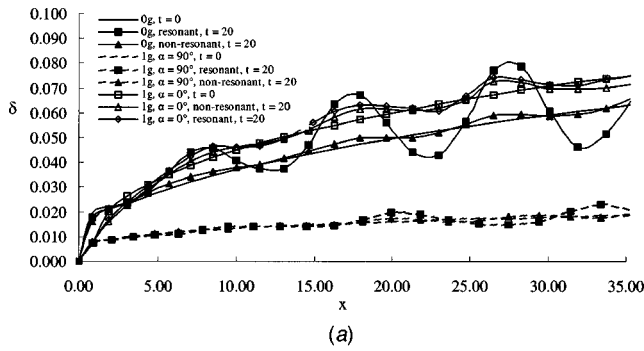 0.100
0.090
0.080
0.070
δ
0.060
0.050
0.040
0.030
0.020
0.010
0.000
0g, t = 0
0g, resonant, t = 20
0g, non-resonant, t = 20
1g, α = 90°, t = 0
1g, α = 90°, resonant, t = 20
1g, α = 90°, non-resonant, t = 20
1g, α = 0°, t = 0
1g, α = 0°, non-resonant, t = 20
1g, α = 0°, resonant, t =20
0.00 5.00 10.00 15.00 20.00 25.00 30.00 35.00
x
(a)